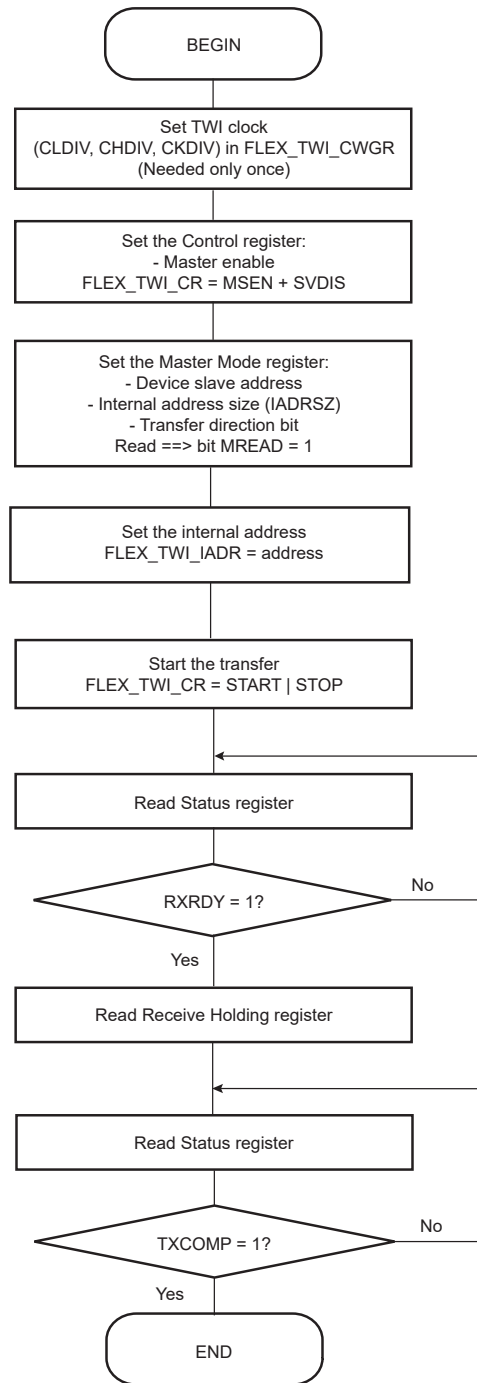 BEGIN
Set TWI clock
(CLDIV, CHDIV, CKDIV) in FLEX_TWI_CWGR
(Needed only once)
Set the Control register:
- Master enable
FLEX_TWI_CR = MSEN + SVDIS
Set the Master Mode register:
- Device slave address
- Internal address size (IADRSZ)
- Transfer direction bit
Read ==> bit MREAD = 1
Set the internal address
FLEX_TWI_IADR = address
Start the transfer
FLEX_TWI_CR = START | STOP
Read Status register
RXRDY = 1?
No
Yes
Read Receive Holding register
Read Status register
TXCOMP = 1?
No
Yes
END